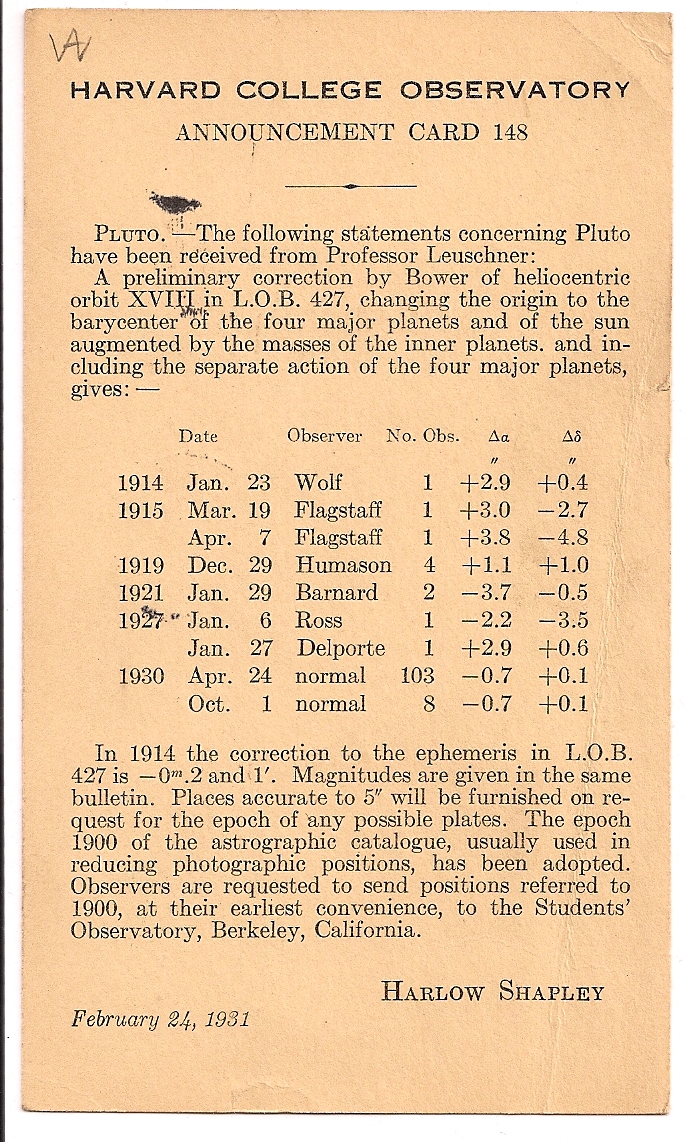 W
HARVARD COLLEGE OBSERVATORY
ANNOUNCEMENT CARD 148
PLUTO. —The following statements concerning Pluto
have been received from Professor Leuschner:
A preliminary correction by Bower of heliocentric
orbit XVIII in L.O.B. 427, changing the origin to the
barycenter of the four major planets and of the sun
augmented by the masses of the inner planets. and in-
cluding the separate action of the four major planets,
gives: —
Date Observer No. Obs. Δα Δδ
″ ″
1914 Jan. 23 Wolf 1 +2.9 +0.4
1915 Mar. 19 Flagstaff 1 +3.0 −2.7
Apr. 7 Flagstaff 1 +3.8 −4.8
1919 Dec. 29 Humason 4 +1.1 +1.0
1921 Jan. 29 Barnard 2 −3.7 −0.5
1927 Jan. 6 Ross 1 −2.2 −3.5
Jan. 27 Delporte 1 +2.9 +0.6
1930 Apr. 24 normal 103 −0.7 +0.1
Oct. 1 normal 8 −0.7 +0.1
In 1914 the correction to the ephemeris in L.O.B.
427 is −0ᵐ.2 and 1′. Magnitudes are given in the same
bulletin. Places accurate to 5″ will be furnished on re-
quest for the epoch of any possible plates. The epoch
1900 of the astrographic catalogue, usually used in
reducing photographic positions, has been adopted.
Observers are requested to send positions referred to
1900, at their earliest convenience, to the Students'
Observatory, Berkeley, California.
HARLOW SHAPLEY
February 24, 1931